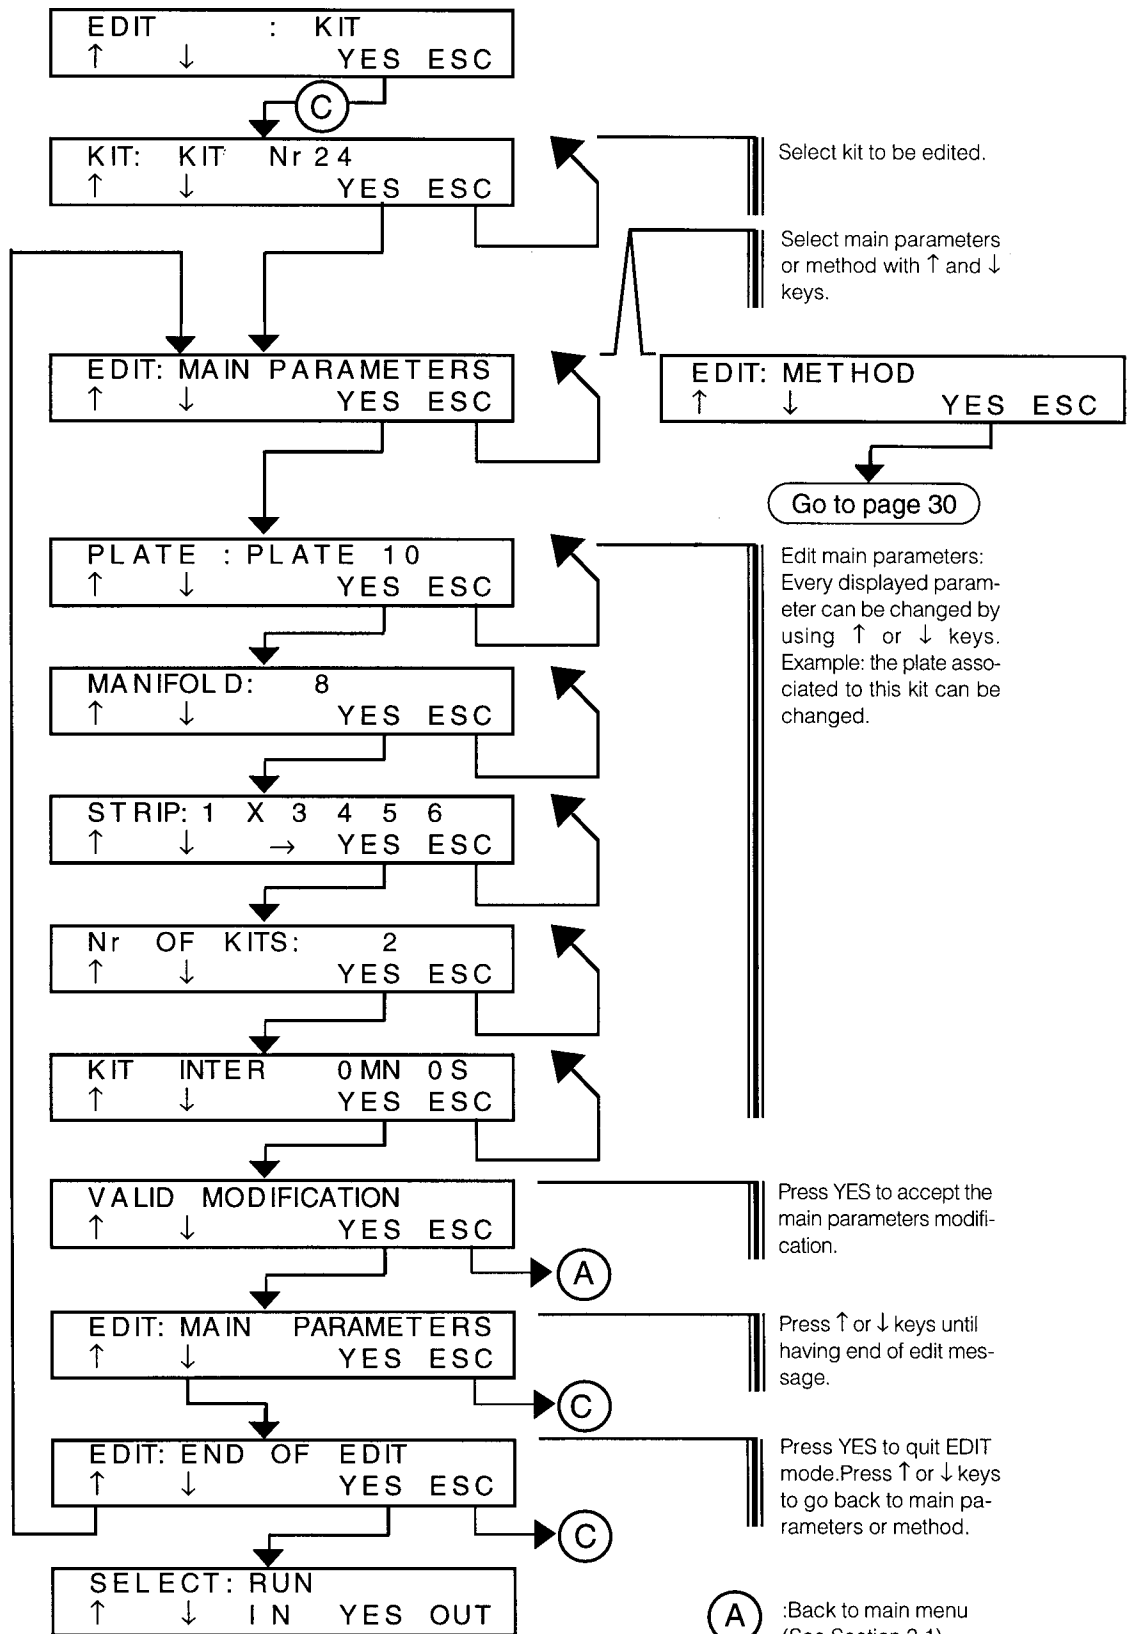 EDIT : KIT
↑ ↓ YES ESC
C
KIT: KIT Nr 24
↑ ↓ YES ESC
Select kit to be edited.
Select main parameters
or method with ↑ and ↓
keys.
EDIT: MAIN PARAMETERS
↑ ↓ YES ESC
EDIT: METHOD
↑ ↓ YES ESC
Go to page 30
PLATE : PLATE 10
↑ ↓ YES ESC
Edit main parameters:
Every displayed param-
eter can be changed by
using ↑ or ↓ keys.
Example: the plate asso-
ciated to this kit can be
changed.
MANIFOLD: 8
↑ ↓ YES ESC
STRIP: 1 X 3 4 5 6
↑ ↓ → YES ESC
Nr OF KITS: 2
↑ ↓ YES ESC
KIT INTER 0 MN 0 S
↑ ↓ YES ESC
VALID MODIFICATION
↑ ↓ YES ESC
Press YES to accept the
main parameters modifi-
cation.
A
EDIT: MAIN PARAMETERS
↑ ↓ YES ESC
Press ↑ or ↓ keys until
having end of edit mes-
sage.
C
EDIT: END OF EDIT
↑ ↓ YES ESC
Press YES to quit EDIT
mode.Press ↑ or ↓ keys
to go back to main pa-
rameters or method.
C
SELECT: RUN
↑ ↓ IN YES OUT
A :Back to main menu
(See Section 2.1)